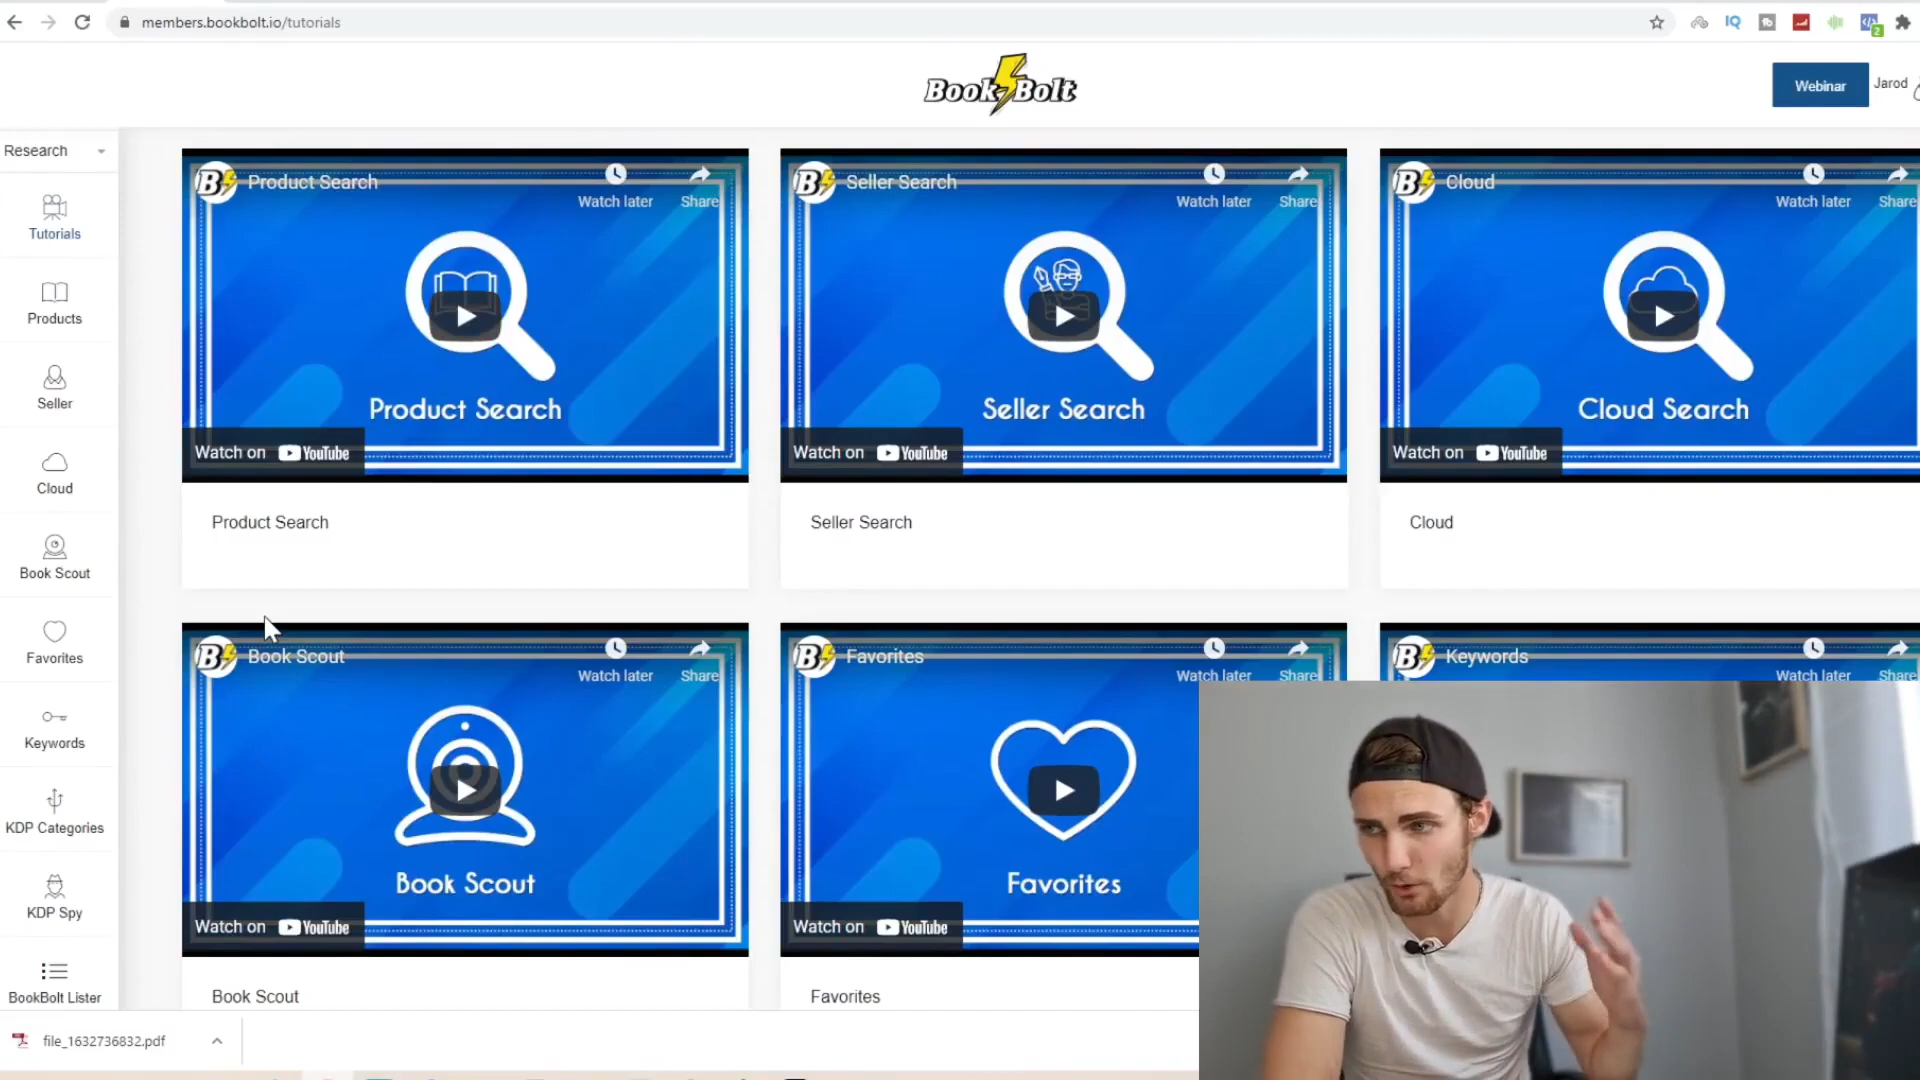 members.bookbolt.io/tutorials
IQ
2
Book Bolt
Webinar
Jarod
Research
Tutorials
Products
Seller
Cloud
Book Scout
Favorites
Keywords
KDP Categories
KDP Spy
BookBolt Lister
B Product Search
Watch later
Share
Product Search
Watch on YouTube
Product Search
B Seller Search
Watch later
Share
Seller Search
Watch on YouTube
Seller Search
B Cloud
Watch later
Share
Cloud Search
Watch on YouTube
Cloud
B Book Scout
Watch later
Share
Book Scout
Watch on YouTube
Book Scout
B Favorites
Watch later
Share
Favorites
Watch on YouTube
Favorites
B Keywords
Watch later
Share
file_1632736832.pdf